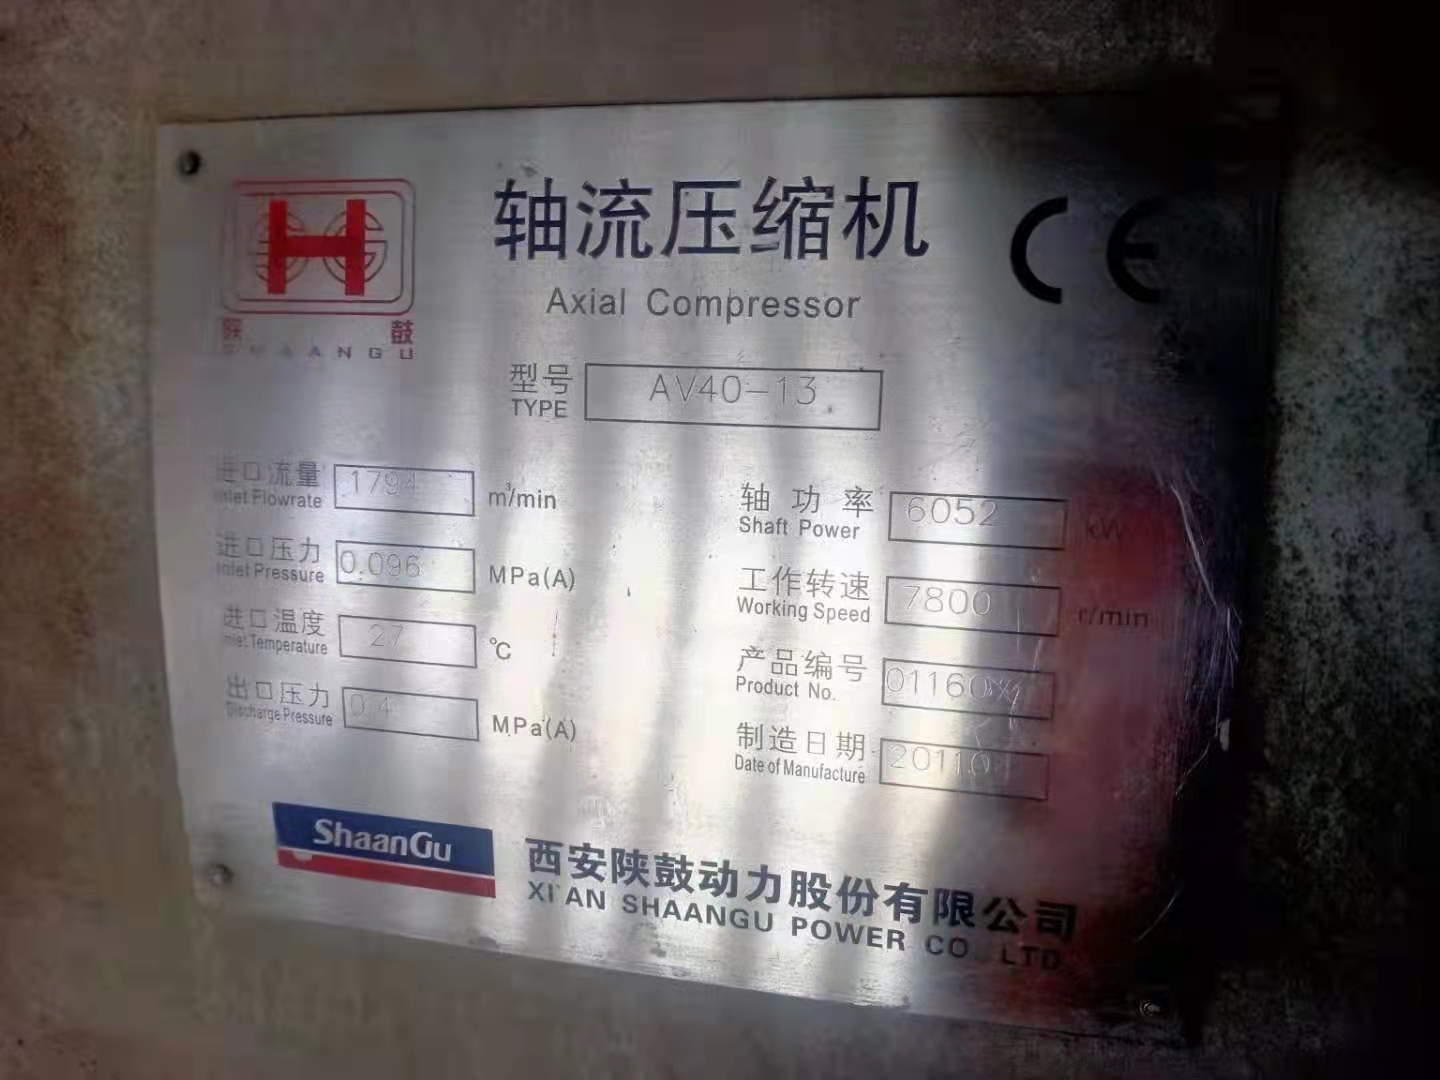 陕鼓
SHAANGU
轴流压缩机
CE
Axial Compressor
型号 AV40-13
TYPE
进口流量 1794 m³/min
Inlet Flowrate
进口压力 0.096 MPa(A)
Inlet Pressure
进口温度 27 ℃
Inlet Temperature
出口压力 0.4 MPa(A)
Discharge Pressure
轴功率 6052 kW
Shaft Power
工作转速 7800 r/min
Working Speed
产品编号
Product No.
制造日期
Date of Manufacture
ShaanGu
西安陕鼓动力股份有限公司
XI'AN SHAANGU POWER CO LTD